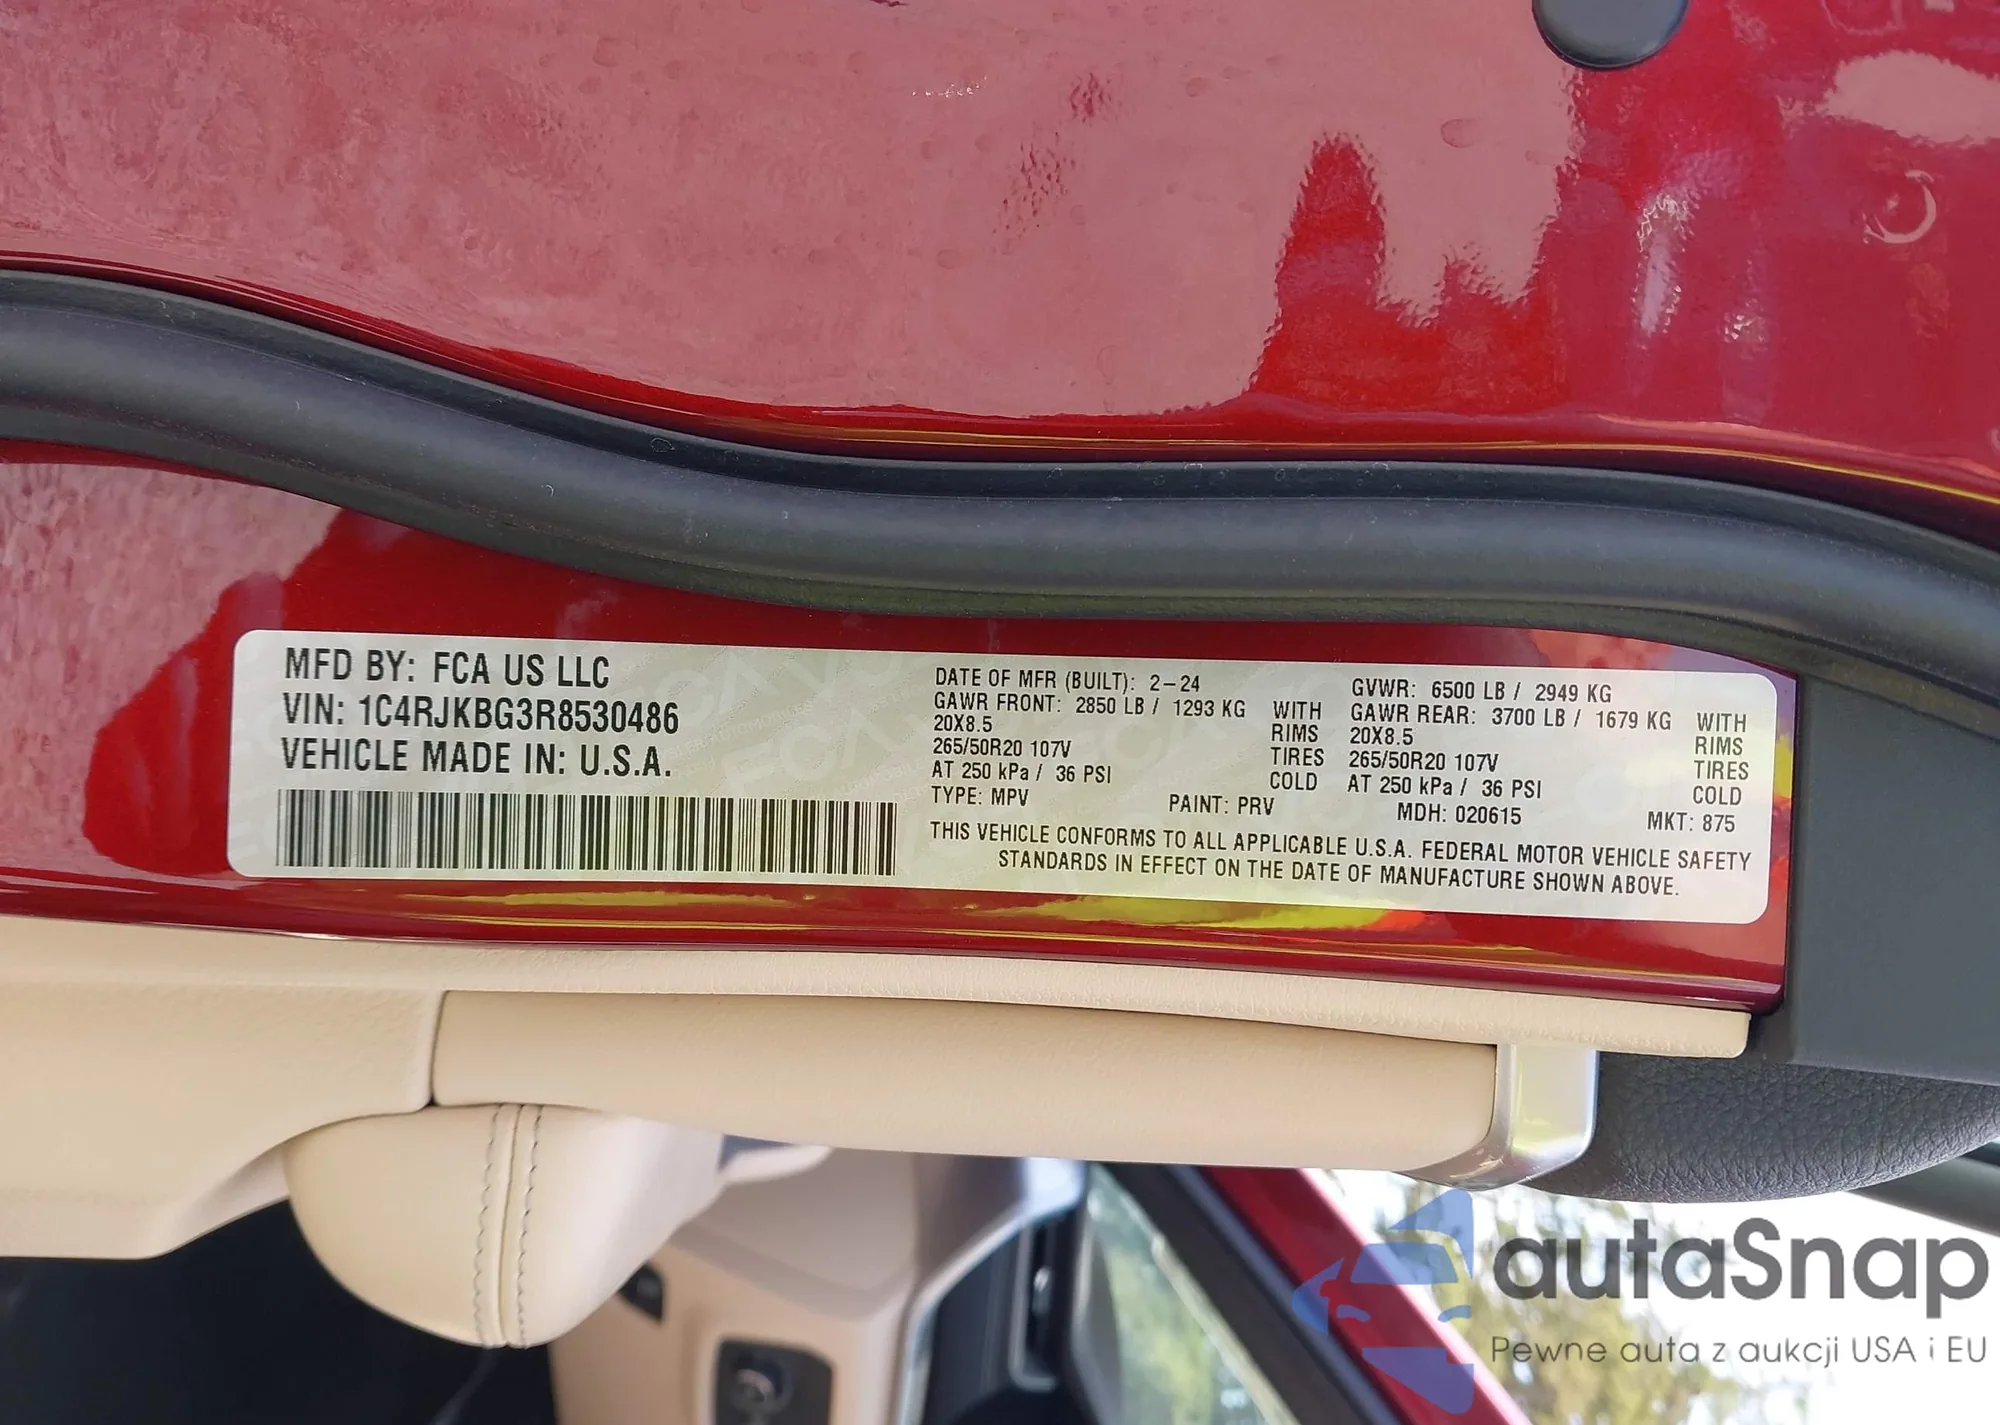 MFD BY: FCA US LLC
VIN: 1C4RJKBG3R8530486
VEHICLE MADE IN: U.S.A.
DATE OF MFR (BUILT): 2-24
GAWR FRONT: 2850 LB / 1293 KG WITH
20X8.5 RIMS
265/50R20 107V TIRES
AT 250 kPa / 36 PSI COLD
TYPE: MPV
GVWR: 6500 LB / 2949 KG
GAWR REAR: 3700 LB / 1679 KG WITH
20X8.5 RIMS
265/50R20 107V TIRES
AT 250 kPa / 36 PSI COLD
PAINT: PRV MDH: 020615 MKT: 875
THIS VEHICLE CONFORMS TO ALL APPLICABLE U.S.A. FEDERAL MOTOR VEHICLE SAFETY
STANDARDS IN EFFECT ON THE DATE OF MANUFACTURE SHOWN ABOVE.
autaSnap
Pewne auta z aukcji USA i EU